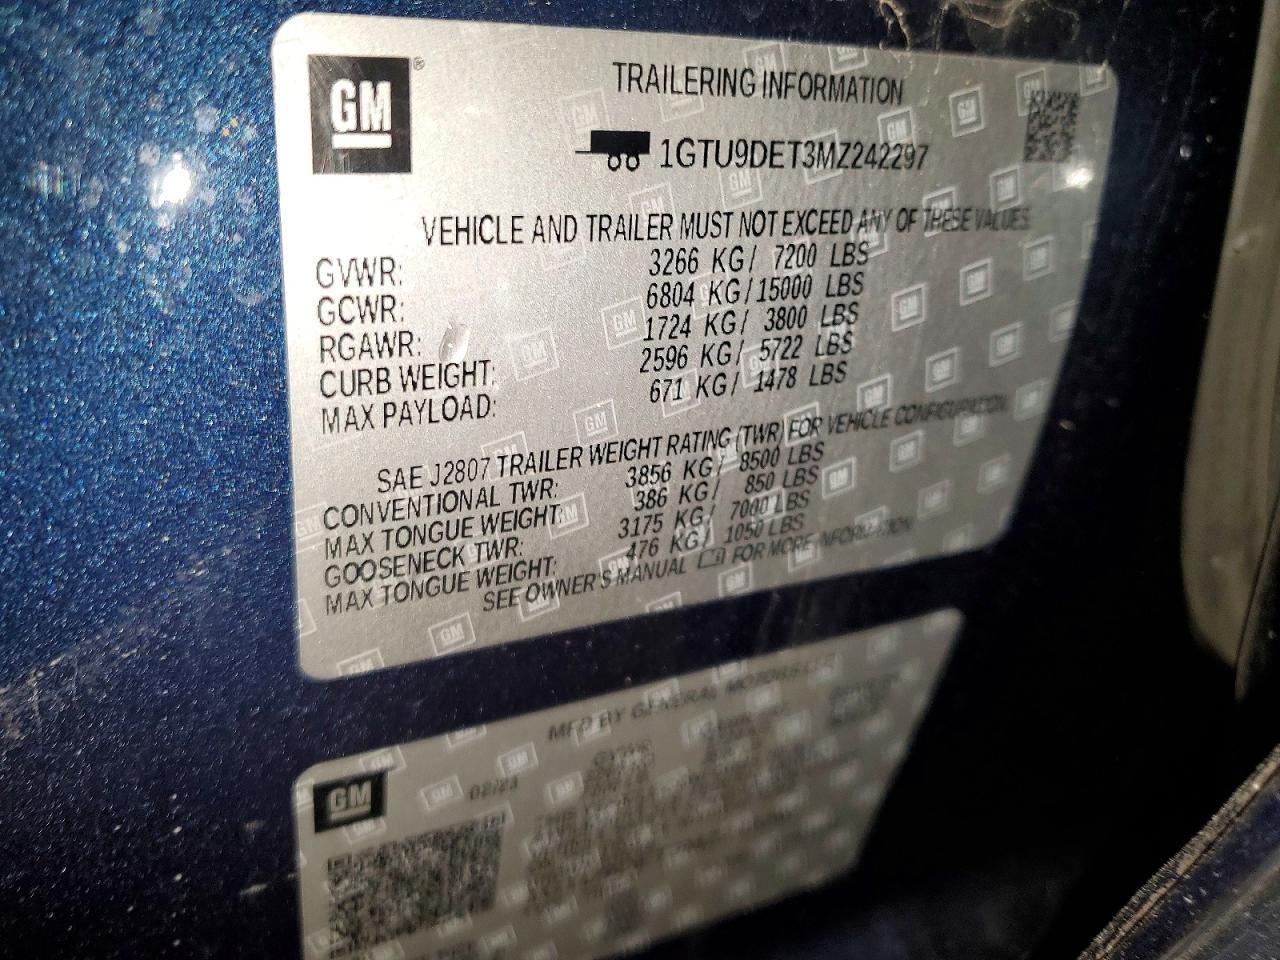 GM®
TRAILERING INFORMATION
1GTU9DET3MZ242297
VEHICLE AND TRAILER MUST NOT EXCEED ANY OF THESE VALUES
GVWR: 3266 KG/ 7200 LBS
GCWR: 6804 KG/15000 LBS
RGAWR: 1724 KG/ 3800 LBS
CURB WEIGHT: 2596 KG/ 5722 LBS
MAX PAYLOAD: 671 KG/ 1478 LBS
SAE J2807 TRAILER WEIGHT RATING (TWR) FOR VEHICLE CONFIGURATION
CONVENTIONAL TWR: 3856 KG/ 8500 LBS
MAX TONGUE WEIGHT: 386 KG/ 850 LBS
GOOSENECK TWR: 3175 KG/ 7000 LBS
MAX TONGUE WEIGHT: 476 KG/ 1050 LBS
SEE OWNER'S MANUAL FOR MORE INFORMATION
MFD BY GENERAL MOTORS
GM